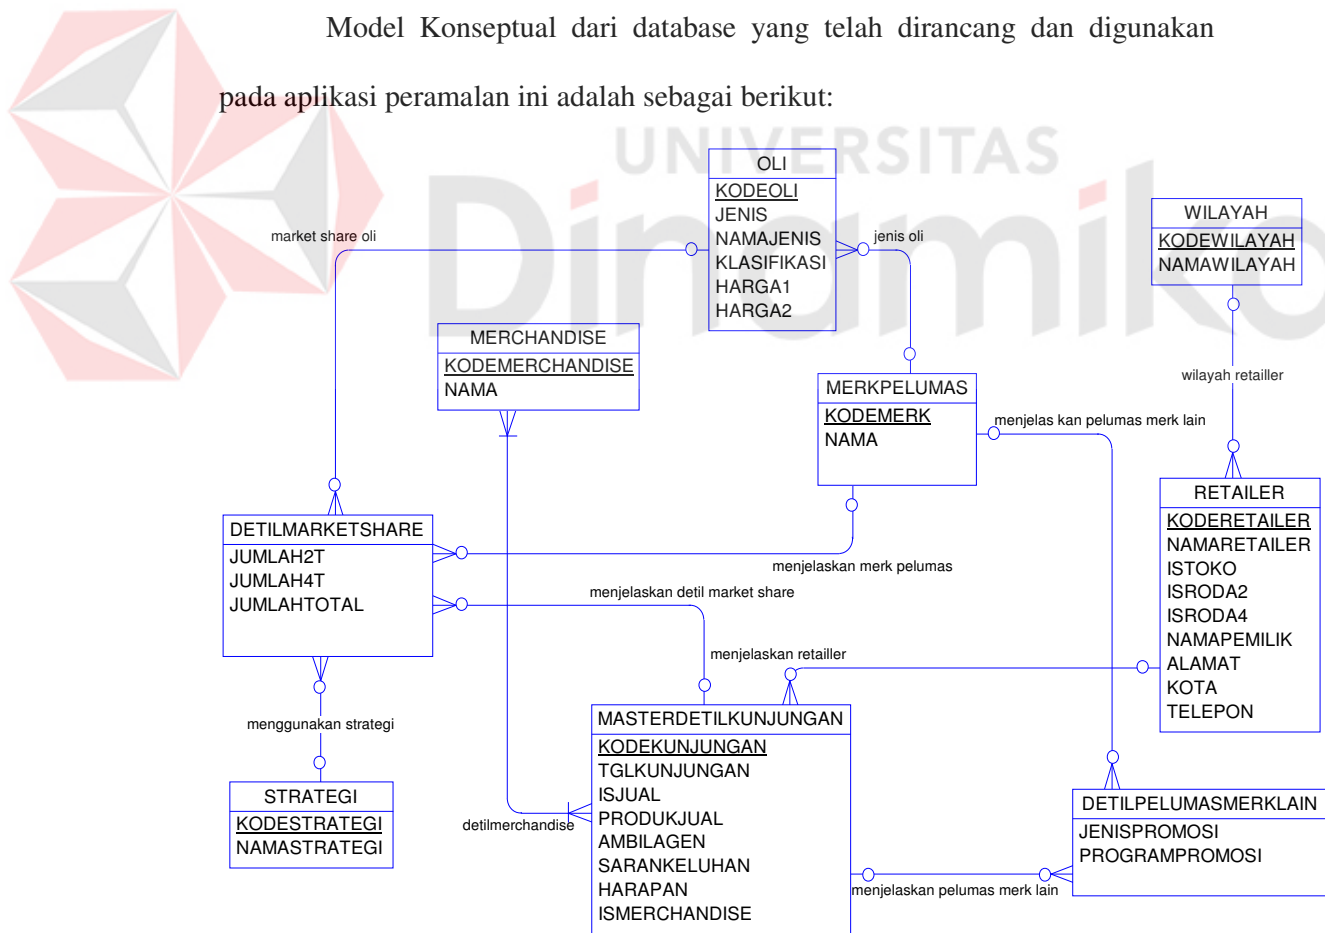 Model Konseptual dari database yang telah dirancang dan digunakan
pada aplikasi peramalan ini adalah sebagai berikut:
UNIVERSITAS
Dinamika
OLI
KODEOLI
JENIS
NAMAJENIS
KLASIFIKASI
HARGA1
HARGA2
market share oli
jenis oli
WILAYAH
KODEWILAYAH
NAMAWILAYAH
MERCHANDISE
KODEMERCHANDISE
NAMA
MERKPELUMAS
KODEMERK
NAMA
wilayah retailler
menjelas kan pelumas merk lain
RETAILER
KODERETAILER
NAMARETAILER
ISTOKO
ISRODA2
ISRODA4
NAMAPEMILIK
ALAMAT
KOTA
TELEPON
DETILMARKETSHARE
JUMLAH2T
JUMLAH4T
JUMLAHTOTAL
menjelaskan merk pelumas
menjelaskan detil market share
menjelaskan retailler
menggunakan strategi
STRATEGI
KODESTRATEGI
NAMASTRATEGI
detilmerchandise
MASTERDETILKUNJUNGAN
KODEKUNJUNGAN
TGLKUNJUNGAN
ISJUAL
PRODUKJUAL
AMBILAGEN
SARANKELUHAN
HARAPAN
ISMERCHANDISE
DETILPELUMASMERKLAIN
JENISPROMOSI
PROGRAMPROMOSI
menjelaskan pelumas merk lain